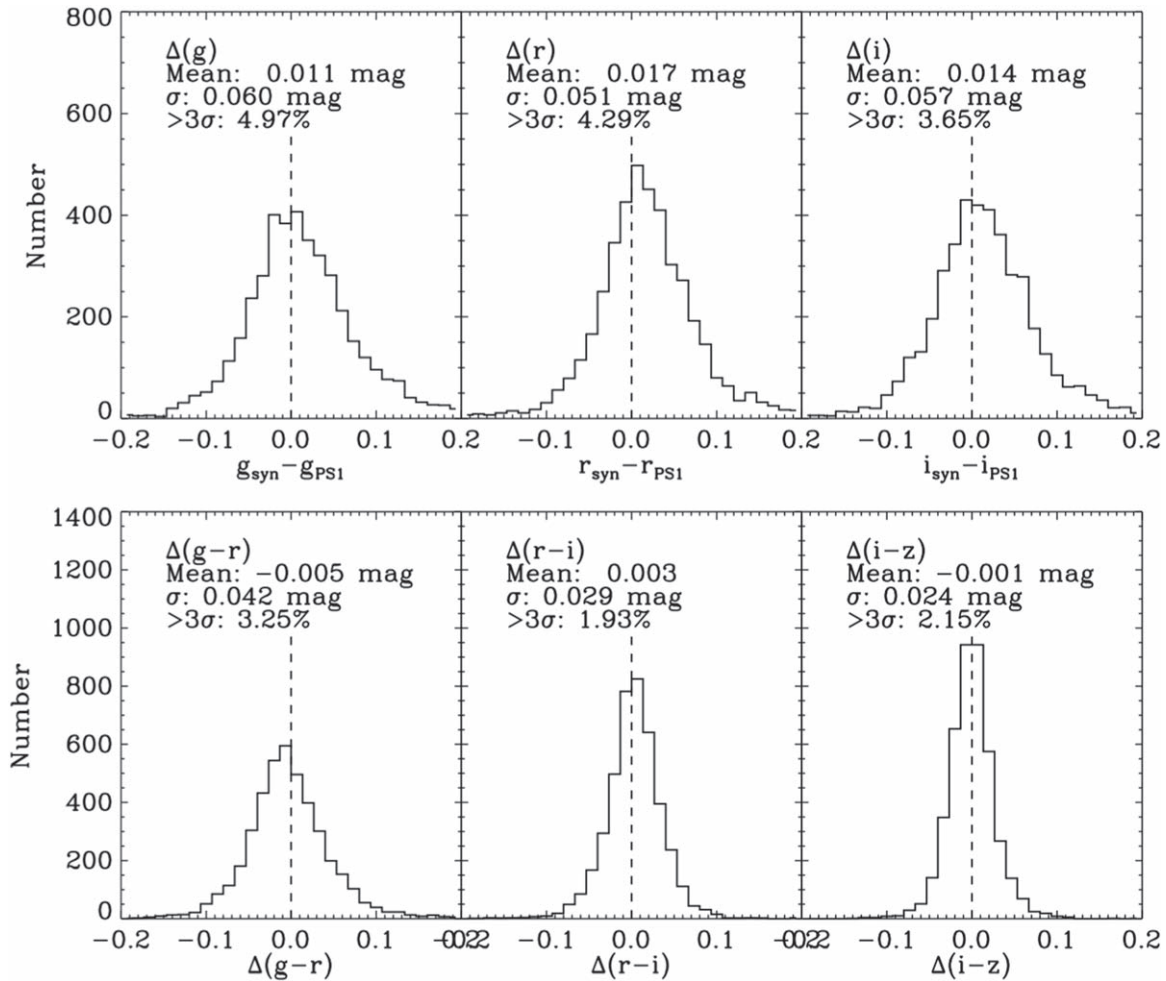 800
600
400
200
0
Number
Δ(g)
Mean: 0.011 mag
σ: 0.060 mag
>3σ: 4.97%
Δ(r)
Mean: 0.017 mag
σ: 0.051 mag
>3σ: 4.29%
Δ(i)
Mean: 0.014 mag
σ: 0.057 mag
>3σ: 3.65%
−0.2 −0.1 0.0 0.1 0.2 −0.1 0.0 0.1 0.2 −0.1 0.0 0.1 0.2
g_syn−g_PS1 r_syn−r_PS1 i_syn−i_PS1
1400
1200
1000
800
600
400
200
0
Number
Δ(g−r)
Mean: −0.005 mag
σ: 0.042 mag
>3σ: 3.25%
Δ(r−i)
Mean: 0.003
σ: 0.029 mag
>3σ: 1.93%
Δ(i−z)
Mean: −0.001 mag
σ: 0.024 mag
>3σ: 2.15%
−0.2 −0.1 0.0 0.1 −0.1 0.0 0.1 −0.1 0.0 0.1 0.2
Δ(g−r) Δ(r−i) Δ(i−z)